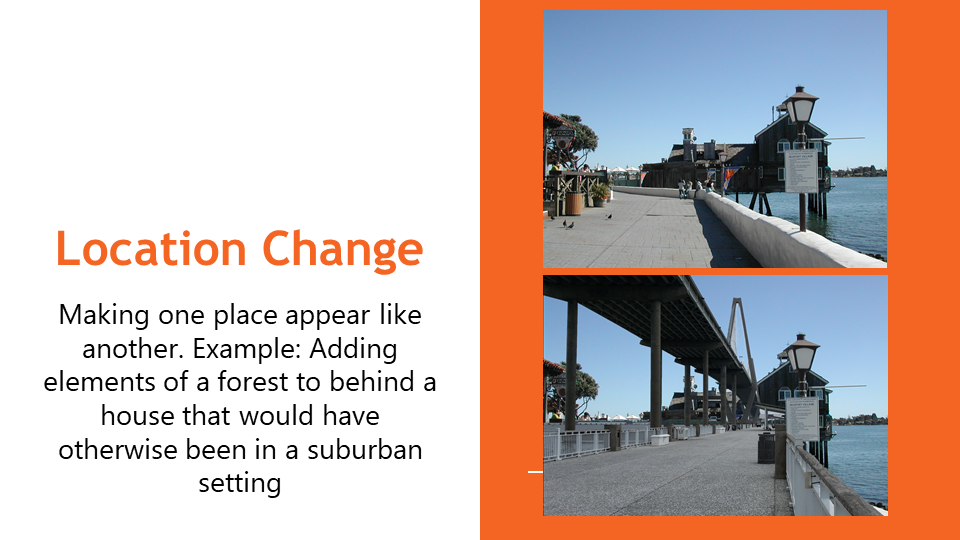 Location Change
Making one place appear like
another. Example: Adding
elements of a forest to behind a
house that would have
otherwise been in a suburban
setting